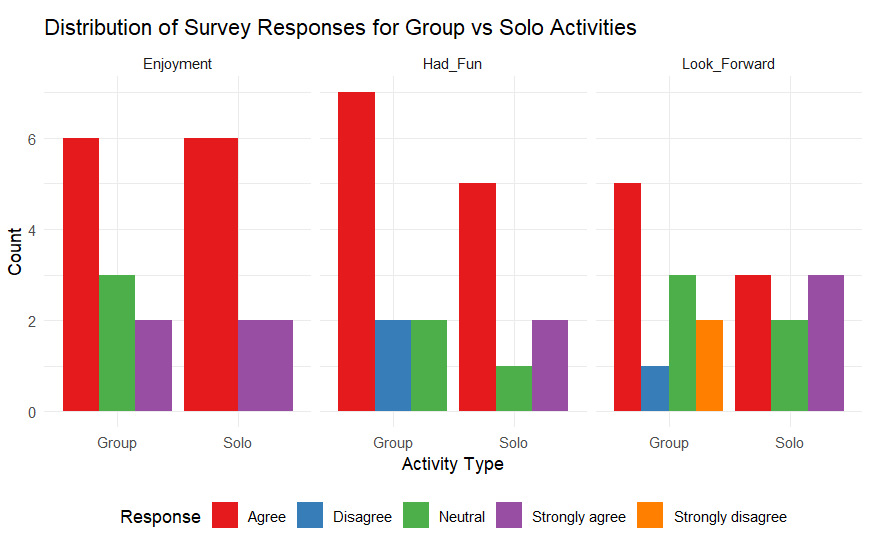 Distribution of Survey Responses for Group vs Solo Activities
Enjoyment Had_Fun Look_Forward
Count
6
4
2
0
Group Solo Group Solo Group Solo
Activity Type
Response Agree Disagree Neutral Strongly agree Strongly disagree